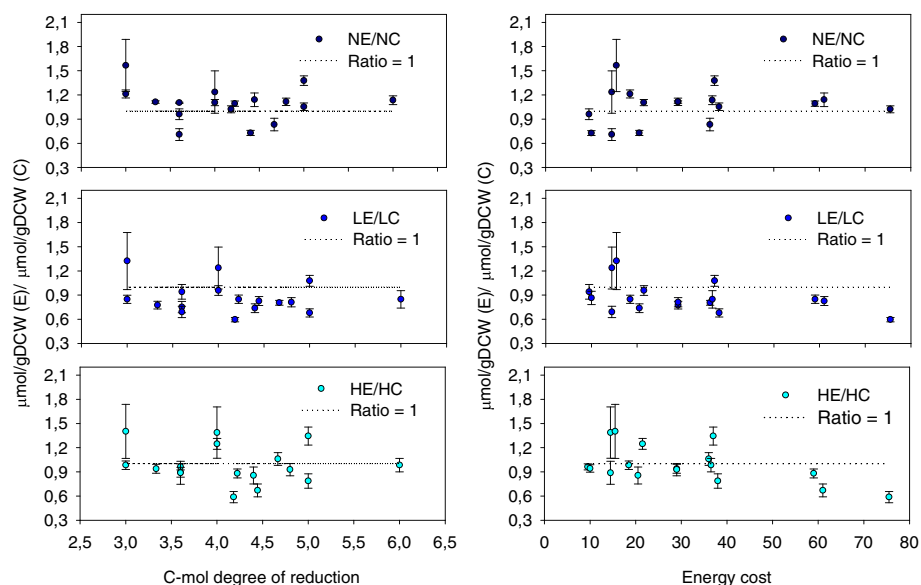 2,1
1,8
1,5
1,2
0,9
0,6
0,3
NE/NC
Ratio = 1
2,1
1,8
1,5
1,2
0,9
0,6
0,3
NE/NC
Ratio = 1
2,1
1,8
1,5
1,2
0,9
0,6
0,3
LE/LC
Ratio = 1
2,1
1,8
1,5
1,2
0,9
0,6
0,3
LE/LC
Ratio = 1
2,1
1,8
1,5
1,2
0,9
0,6
0,3
HE/HC
Ratio = 1
2,1
1,8
1,5
1,2
0,9
0,6
0,3
HE/HC
Ratio = 1
µmol/gDCW (E)/ µmol/gDCW (C)
µmol/gDCW (E)/ µmol/gDCW (C)
2,5 3,0 3,5 4,0 4,5 5,0 5,5 6,0 6,5
0 10 20 30 40 50 60 70 80
C-mol degree of reduction
Energy cost